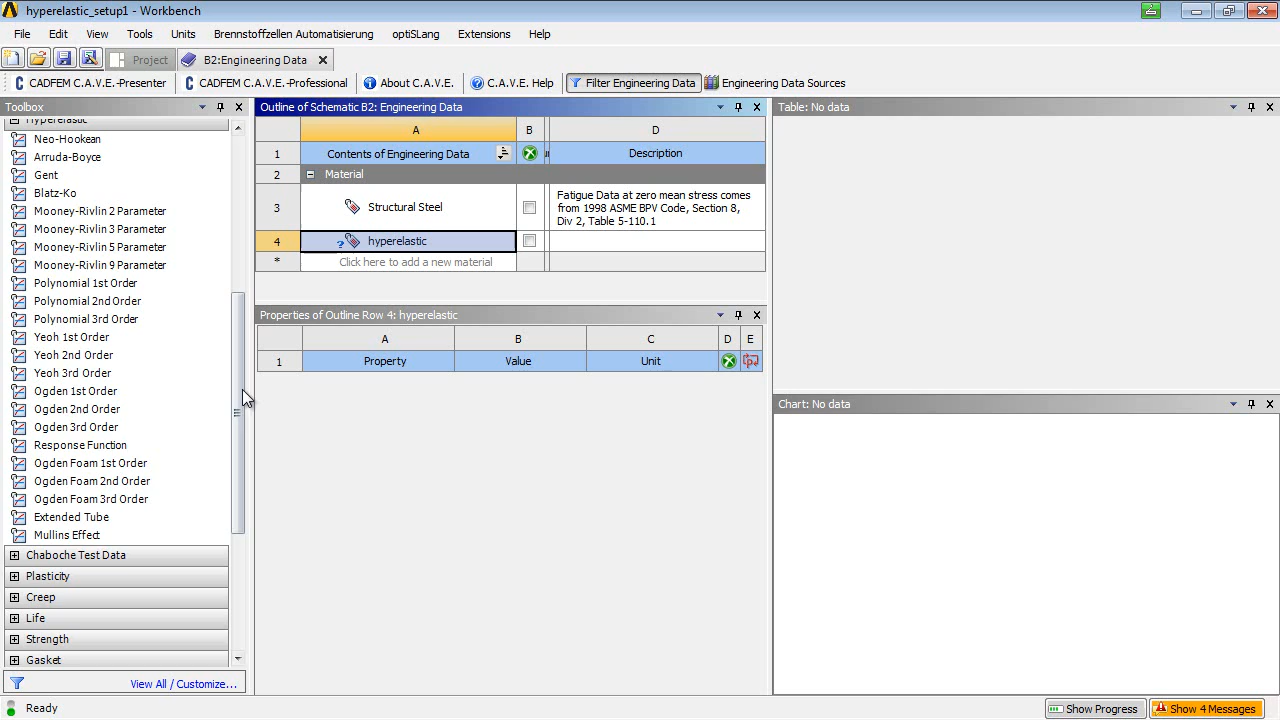 hyperelastic_setup1 - Workbench
File Edit View Tools Units Brennstoffzellen Automatisierung optiSLang Extensions Help
Project B2:Engineering Data
CADFEM C.A.V.E.-Presenter CADFEM C.A.V.E.-Professional About C.A.V.E. C.A.V.E. Help Filter Engineering Data Engineering Data Sources
Toolbox
Hyperelastic
Neo-Hookean
Arruda-Boyce
Gent
Blatz-Ko
Mooney-Rivlin 2 Parameter
Mooney-Rivlin 3 Parameter
Mooney-Rivlin 5 Parameter
Mooney-Rivlin 9 Parameter
Polynomial 1st Order
Polynomial 2nd Order
Polynomial 3rd Order
Yeoh 1st Order
Yeoh 2nd Order
Yeoh 3rd Order
Ogden 1st Order
Ogden 2nd Order
Ogden 3rd Order
Response Function
Ogden Foam 1st Order
Ogden Foam 2nd Order
Ogden Foam 3rd Order
Extended Tube
Mullins Effect
Chaboche Test Data
Plasticity
Creep
Life
Strength
Gasket
View All / Customize...
Outline of Schematic B2: Engineering Data
A B D
1 Contents of Engineering Data Description
2 Material
3 Structural Steel Fatigue Data at zero mean stress comes
from 1998 ASME BPV Code, Section 8,
Div 2, Table 5-110.1
4 ? hyperelastic
* Click here to add a new material
Properties of Outline Row 4: hyperelastic
A B C D E
1 Property Value Unit
Table: No data
Chart: No data
Ready Show Progress Show 4 Messages